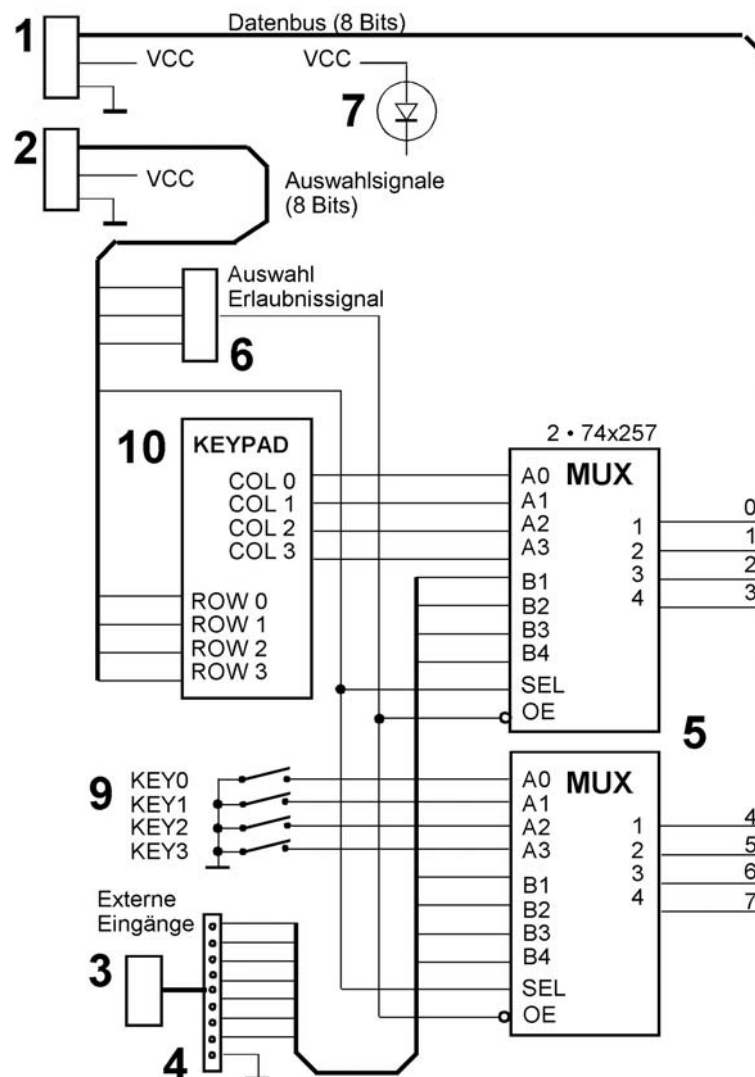 1
Datenbus (8 Bits)
VCC
VCC
7
2
VCC
Auswahlsignale
(8 Bits)
Auswahl
Erlaubnissignal
6
10
KEYPAD
COL 0
COL 1
COL 2
COL 3
ROW 0
ROW 1
ROW 2
ROW 3
2 • 74x257
MUX
A0
A1
A2
A3
B1
B2
B3
B4
SEL
OE
1
2
3
4
0
1
2
3
5
9
KEY0
KEY1
KEY2
KEY3
MUX
A0
A1
A2
A3
B1
B2
B3
B4
SEL
OE
1
2
3
4
4
5
6
7
Externe
Eingänge
3
4